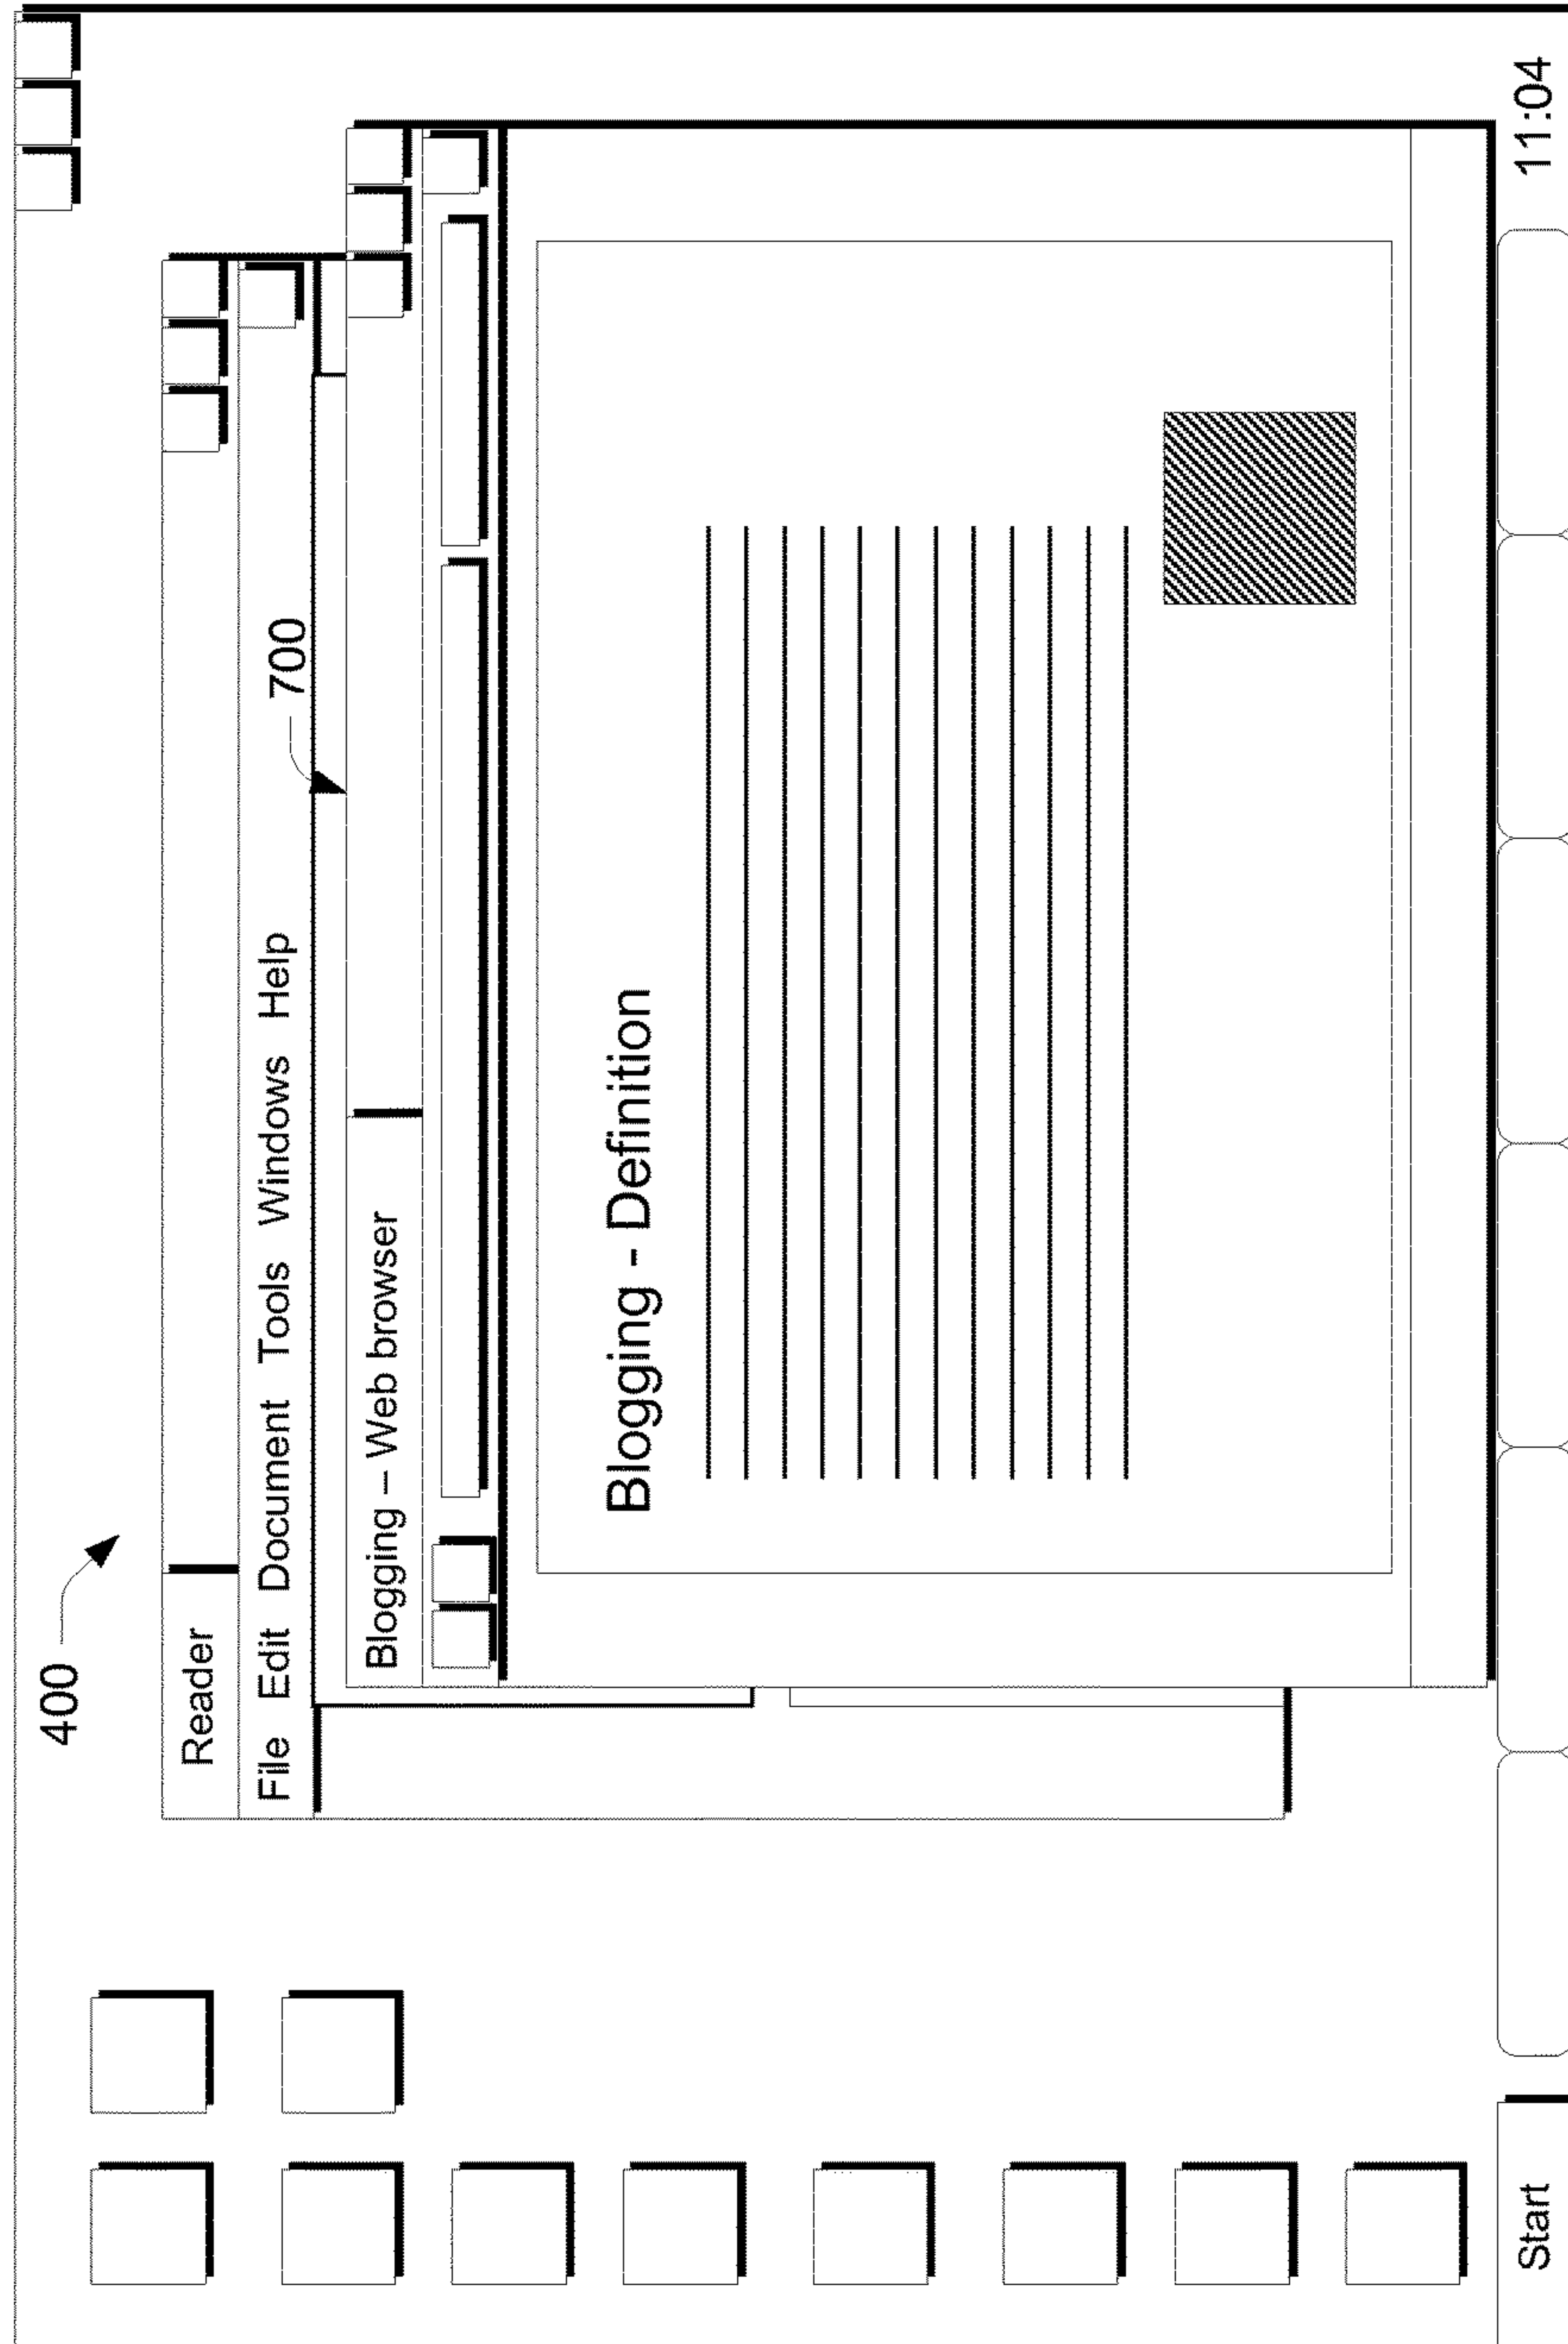 400
Reader
File Edit Document Tools Windows Help
700
Blogging – Web browser
Blogging - Definition
Start
11:04